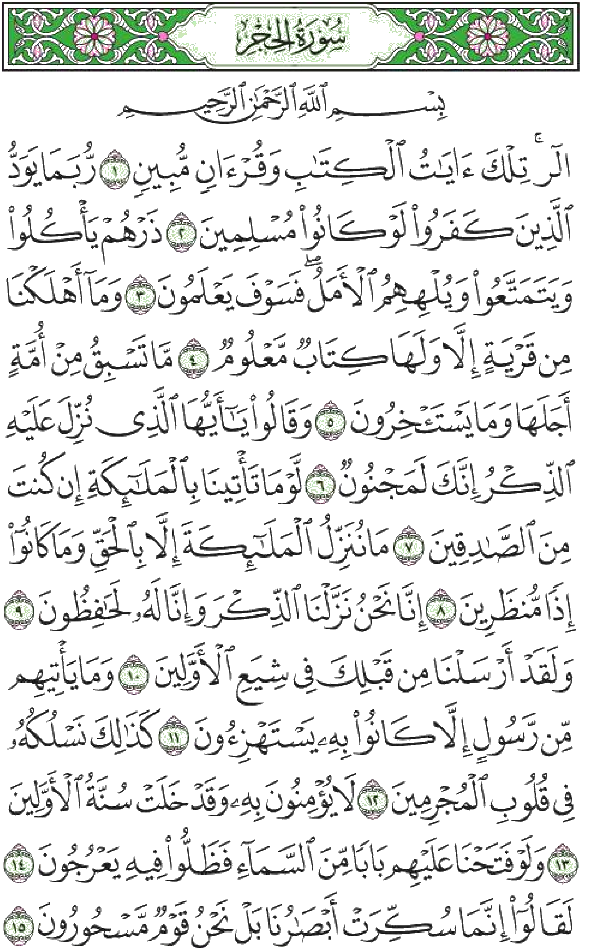 سُورَةُ الحِجْرِ
بِسْمِ ٱللَّهِ ٱلرَّحْمَٰنِ ٱلرَّحِيمِ
الٓرۚ تِلْكَ ءَايَٰتُ ٱلْكِتَٰبِ وَقُرْءَانٍ مُّبِينٍ ١ رُّبَمَا يَوَدُّ
ٱلَّذِينَ كَفَرُوا۟ لَوْ كَانُوا۟ مُسْلِمِينَ ٢ ذَرْهُمْ يَأْكُلُوا۟
وَيَتَمَتَّعُوا۟ وَيُلْهِهِمُ ٱلْأَمَلُۖ فَسَوْفَ يَعْلَمُونَ ٣ وَمَآ أَهْلَكْنَا
مِن قَرْيَةٍ إِلَّا وَلَهَا كِتَابٌ مَّعْلُومٌ ٤ مَّا تَسْبِقُ مِنْ أُمَّةٍ
أَجَلَهَا وَمَا يَسْتَـْٔخِرُونَ ٥ وَقَالُوا۟ يَٰٓأَيُّهَا ٱلَّذِى نُزِّلَ عَلَيْهِ
ٱلذِّكْرُ إِنَّكَ لَمَجْنُونٌ ٦ لَّوْ مَا تَأْتِينَا بِٱلْمَلَٰٓئِكَةِ إِن كُنتَ
مِنَ ٱلصَّٰدِقِينَ ٧ مَا نُنَزِّلُ ٱلْمَلَٰٓئِكَةَ إِلَّا بِٱلْحَقِّ وَمَا كَانُوٓا۟
إِذًا مُّنظَرِينَ ٨ إِنَّا نَحْنُ نَزَّلْنَا ٱلذِّكْرَ وَإِنَّا لَهُۥ لَحَٰفِظُونَ ٩
وَلَقَدْ أَرْسَلْنَا مِن قَبْلِكَ فِى شِيَعِ ٱلْأَوَّلِينَ ١٠ وَمَا يَأْتِيهِم
مِّن رَّسُولٍ إِلَّا كَانُوا۟ بِهِۦ يَسْتَهْزِءُونَ ١١ كَذَٰلِكَ نَسْلُكُهُۥ
فِى قُلُوبِ ٱلْمُجْرِمِينَ ١٢ لَا يُؤْمِنُونَ بِهِۦ وَقَدْ خَلَتْ سُنَّةُ ٱلْأَوَّلِينَ
١٣ وَلَوْ فَتَحْنَا عَلَيْهِم بَابًا مِّنَ ٱلسَّمَآءِ فَظَلُّوا۟ فِيهِ يَعْرُجُونَ ١٤
لَقَالُوٓا۟ إِنَّمَا سُكِّرَتْ أَبْصَٰرُنَا بَلْ نَحْنُ قَوْمٌ مَّسْحُورُونَ ١٥